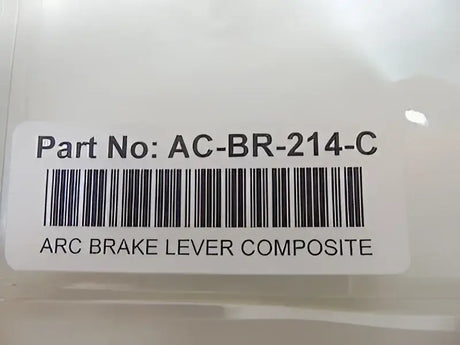 Part No: AC-BR-214-C
ARC BRAKE LEVER COMPOSITE